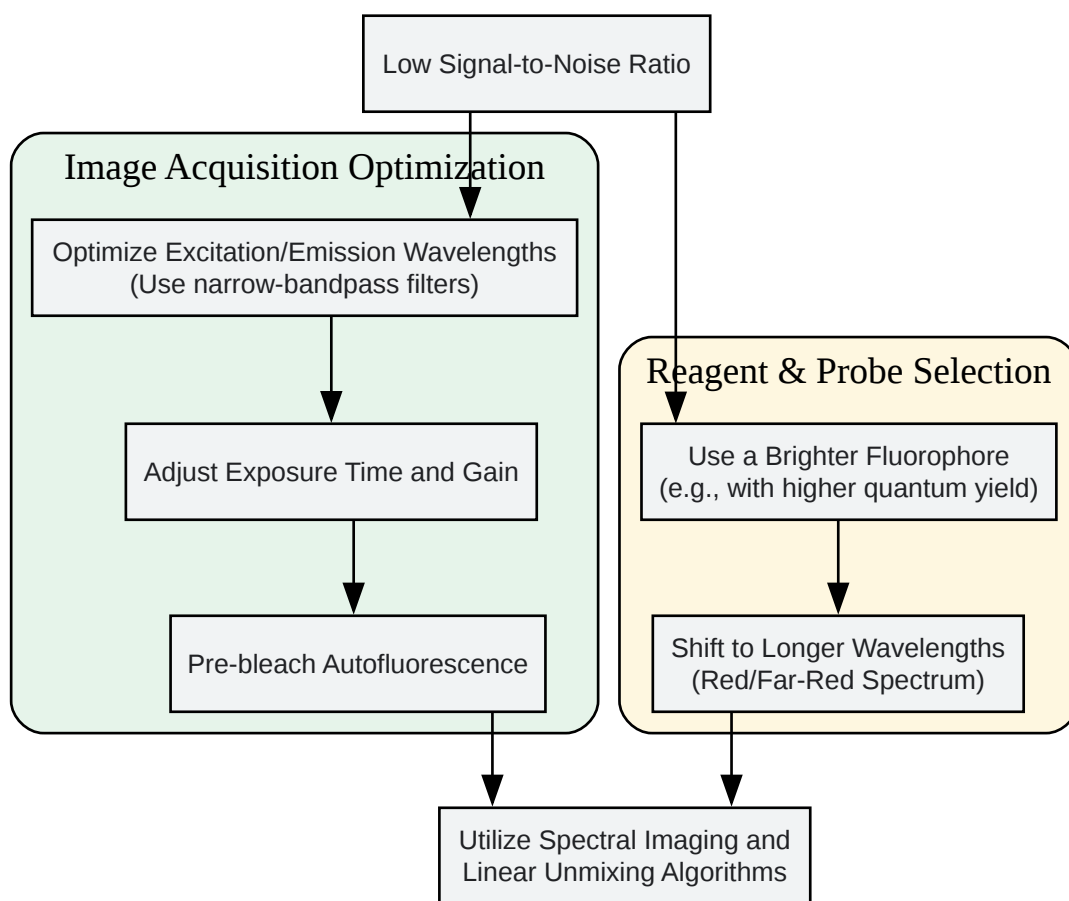 Low Signal-to-Noise Ratio
Image Acquisition Optimization
Optimize Excitation/Emission Wavelengths
(Use narrow-bandpass filters)
Adjust Exposure Time and Gain
Pre-bleach Autofluorescence
Reagent & Probe Selection
Use a Brighter Fluorophore
(e.g., with higher quantum yield)
Shift to Longer Wavelengths
(Red/Far-Red Spectrum)
Utilize Spectral Imaging and
Linear Unmixing Algorithms